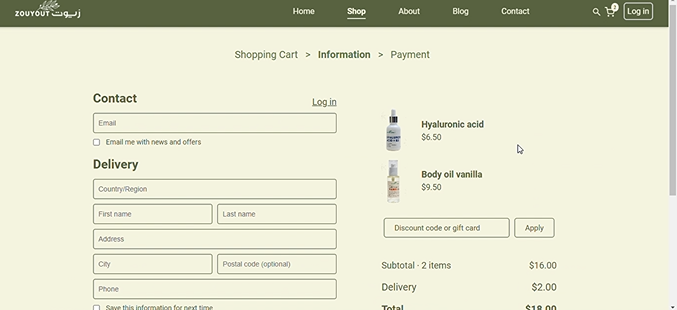 ZOUYOUT زيوت
Home Shop About Blog Contact 2 Log in
Shopping Cart > Information > Payment
Contact
Log in
Email
Email me with news and offers
Delivery
Country/Region
First name Last name
Address
City Postal code (optional)
Phone
Save this information for next time
Hyaluronic acid
$6.50
Body oil vanilla
$9.50
Discount code or gift card Apply
Subtotal · 2 items $16.00
Delivery $2.00
Total $18.00